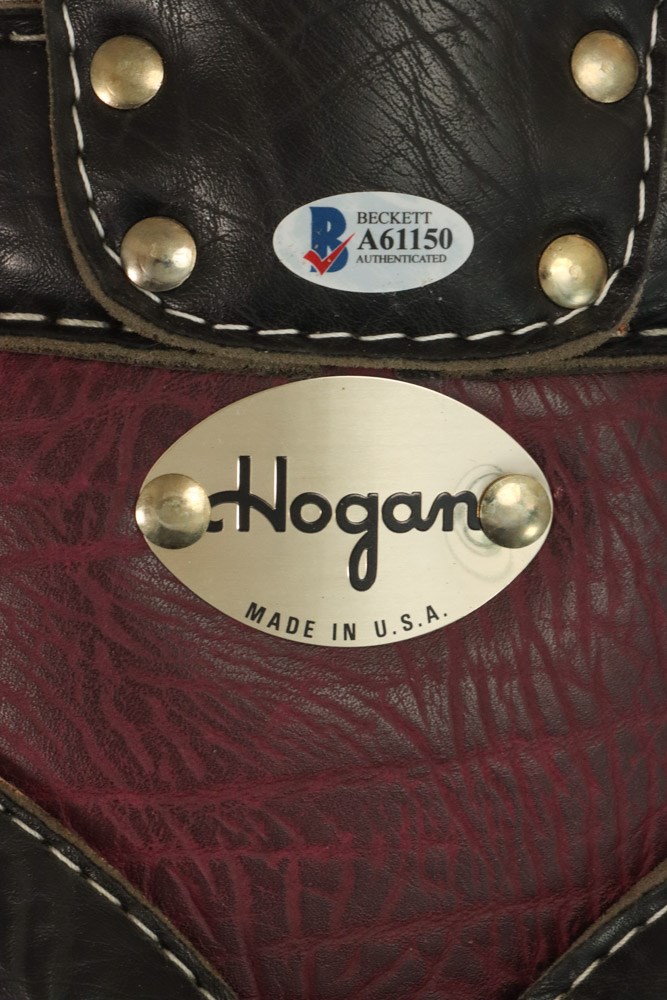 BECKETT
A61150
AUTHENTICATED
Hogan
MADE IN U.S.A.